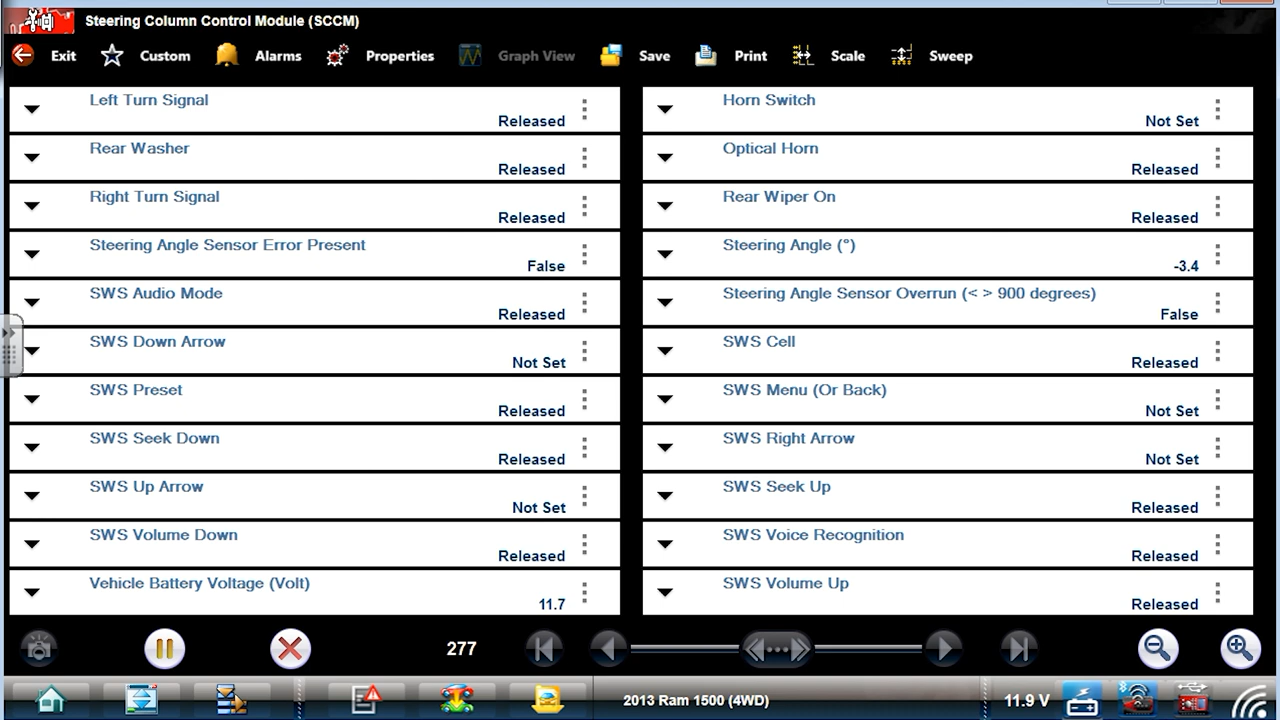 Steering Column Control Module (SCCM)
Exit Custom Alarms Properties Graph View Save Print Scale Sweep
Left Turn Signal
Released
Horn Switch
Not Set
Rear Washer
Released
Optical Horn
Released
Right Turn Signal
Released
Rear Wiper On
Released
Steering Angle Sensor Error Present
False
Steering Angle (°)
-3.4
SWS Audio Mode
Released
Steering Angle Sensor Overrun (< > 900 degrees)
False
SWS Down Arrow
Not Set
SWS Cell
Released
SWS Preset
Released
SWS Menu (Or Back)
Not Set
SWS Seek Down
Released
SWS Right Arrow
Not Set
SWS Up Arrow
Not Set
SWS Seek Up
Released
SWS Volume Down
Released
SWS Voice Recognition
Released
Vehicle Battery Voltage (Volt)
11.7
SWS Volume Up
Released
277
2013 Ram 1500 (4WD)
11.9 V